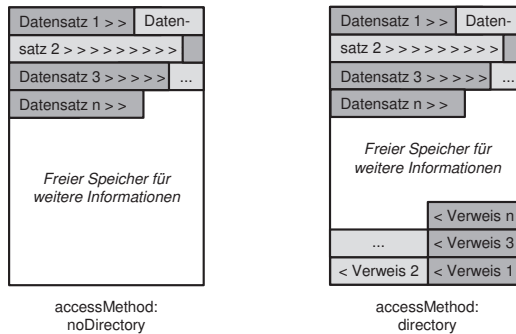 Datensatz 1 > > Daten-
satz 2 > > > > > > > > >
Datensatz 3 > > > > > ...
Datensatz n > >
Freier Speicher für
weitere Informationen
accessMethod:
noDirectory
Datensatz 1 > > Daten-
satz 2 > > > > > > > > >
Datensatz 3 > > > > > ...
Datensatz n > >
Freier Speicher für
weitere Informationen
< Verweis n
... < Verweis 3
< Verweis 2 < Verweis 1
accessMethod:
directory